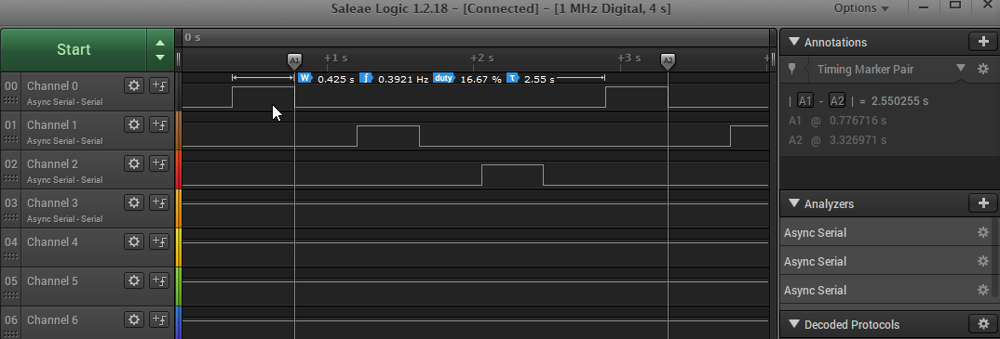 Saleae Logic 1.2.18 - [Connected] - [1 MHz Digital, 4 s]
Options
Start
0 s
+1 s +2 s +3 s +
A1 A2
W 0.425 s f 0.3921 Hz duty 16.67 % T 2.55 s
00 Channel 0
Async Serial - Serial
01 Channel 1
Async Serial - Serial
02 Channel 2
Async Serial - Serial
03 Channel 3
Async Serial - Serial
04 Channel 4
05 Channel 5
06 Channel 6
Annotations
Timing Marker Pair
| A1 - A2 | = 2.550255 s
A1 @ 0.776716 s
A2 @ 3.326971 s
Analyzers
Async Serial
Async Serial
Async Serial
Decoded Protocols